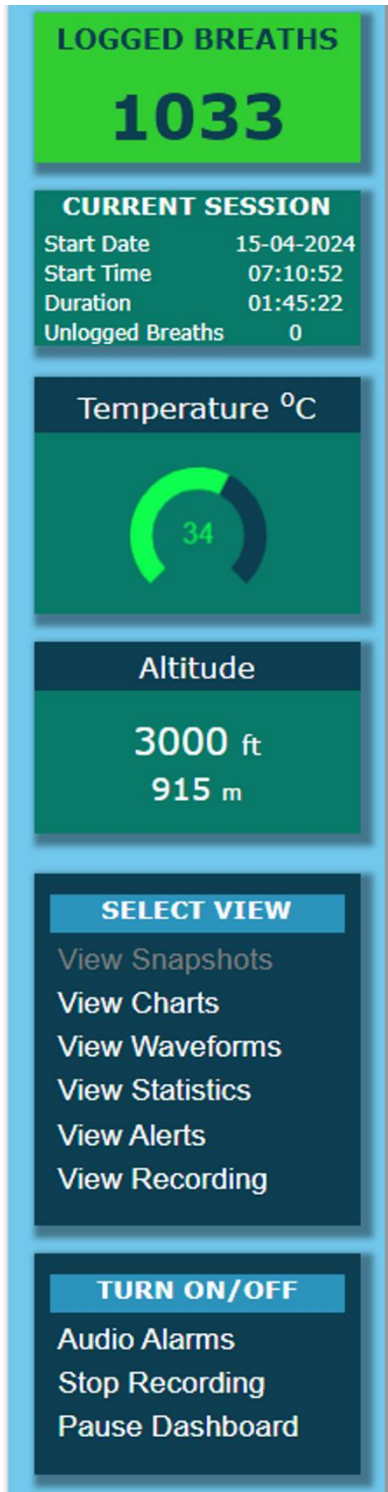 LOGGED BREATHS
1033
CURRENT SESSION
Start Date 15-04-2024
Start Time 07:10:52
Duration 01:45:22
Unlogged Breaths 0
Temperature ⁰C
34
Altitude
3000 ft
915 m
SELECT VIEW
View Snapshots
View Charts
View Waveforms
View Statistics
View Alerts
View Recording
TURN ON/OFF
Audio Alarms
Stop Recording
Pause Dashboard